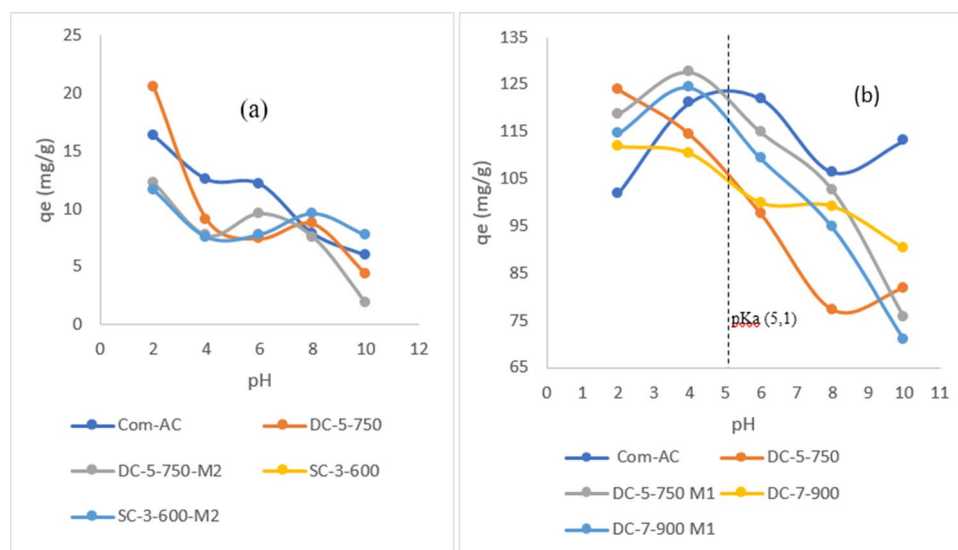 25
20
15
10
5
0
qe (mg/g)
(a)
0 2 4 6 8 10 12
pH
Com-AC DC-5-750
DC-5-750-M2 SC-3-600
SC-3-600-M2
135
125
115
105
95
85
75
65
qe (mg/g)
(b)
pKa (5,1)
0 1 2 3 4 5 6 7 8 9 10 11
pH
Com-AC DC-5-750
DC-5-750 M1 DC-7-900
DC-7-900 M1